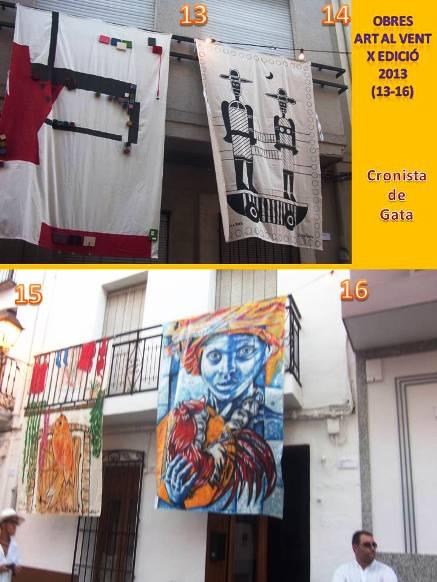 13
14
OBRES
ART AL VENT
X EDICIÓ
2013
(13-16)
Cronista
de
Gata
15
16